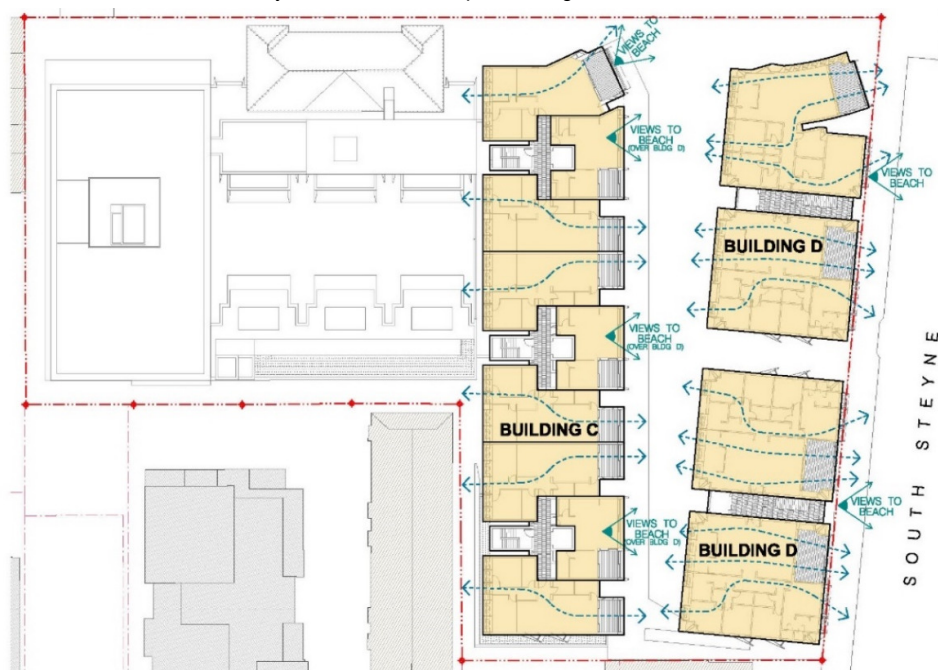 VIEWS TO
BEACH
VIEWS TO
BEACH
(OVER BLDG D)
VIEWS TO
BEACH
BUILDING D
VIEWS TO
BEACH
(OVER BLDG D)
BUILDING C
SOUTH STEYNE
VIEWS TO
BEACH
VIEWS TO
BEACH
(OVER BLDG D)
BUILDING D